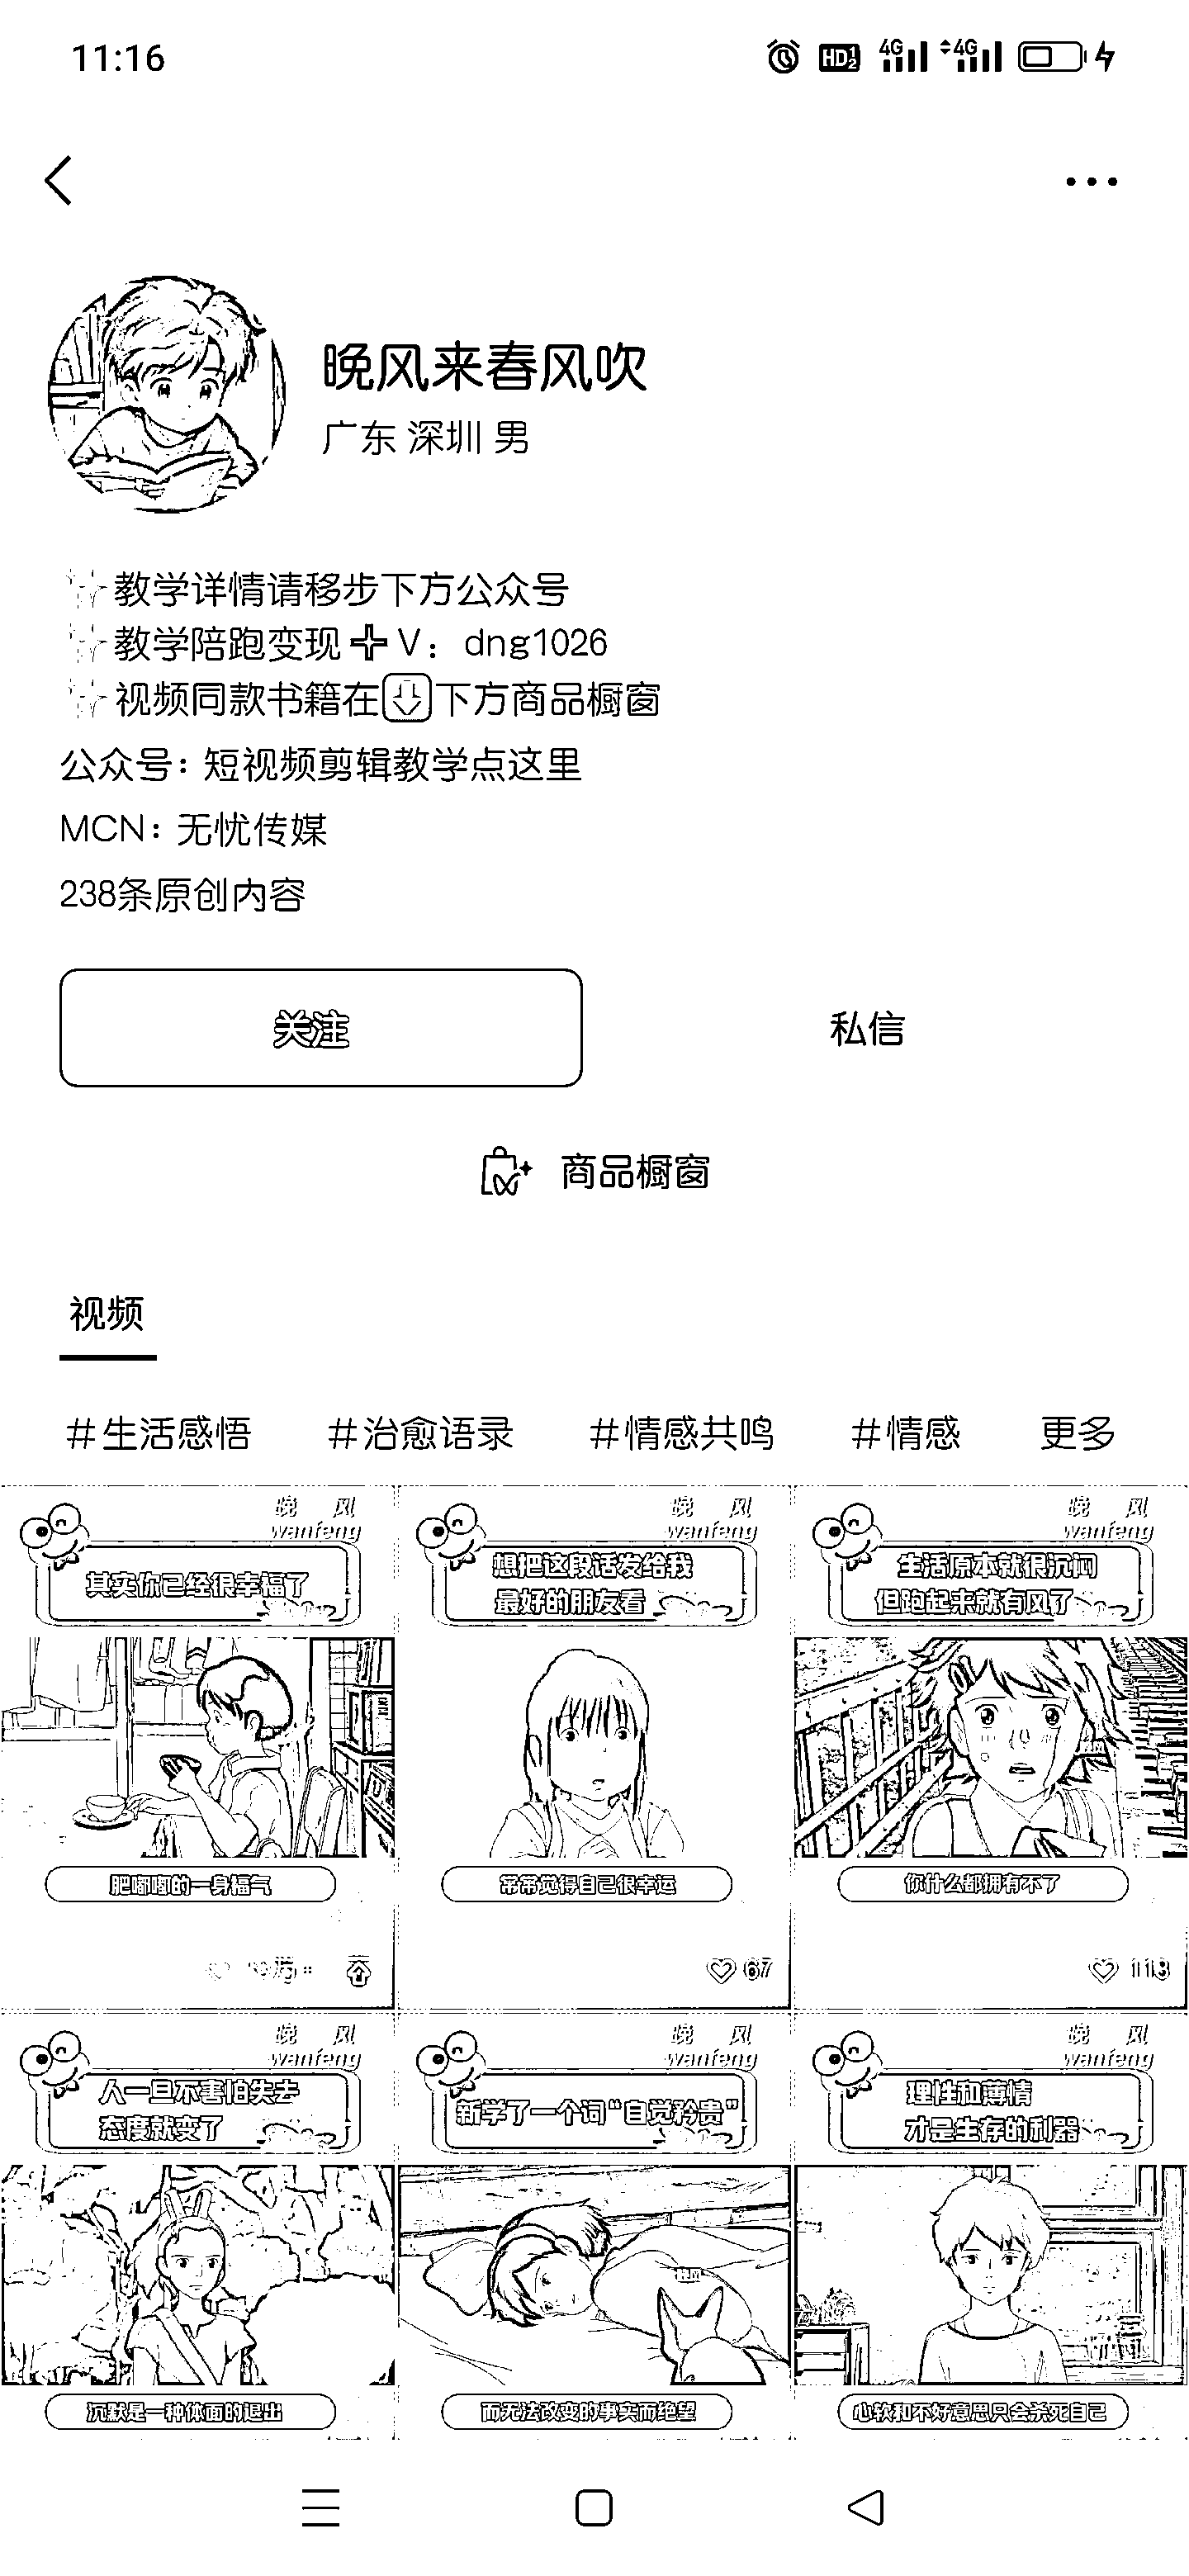 11:16
HD 1 2 4G 4G
晚风来春风吹
广东 深圳 男
教学详情请移步下方公众号
教学陪跑变现➕V：dng1026
视频同款书籍在⬇下方商品橱窗
公众号：短视频剪辑教学点这里
MCN：无忧传媒
238条原创内容
关注
私信
商品橱窗
视频
#生活感悟 #治愈语录 #情感共鸣 #情感 更多
晚 风
wanfeng
其实你已经很幸福了
肥嘟嘟的一身福气
晚 风
wanfeng
想把这段话发给我
最好的朋友看
常常觉得自己很幸运
67
晚 风
wanfeng
生活原本就很沉闷
但跑起来就有风了
你什么都拥有不了
113
晚 风
wanfeng
人一旦不害怕失去
态度就变了
沉默是一种体面的退出
晚 风
wanfeng
新学了一个词“自觉矜贵”
而无法改变的事实而绝望
晚 风
wanfeng
理性和薄情
才是生存的利器
心软和不好意思只会杀死自己